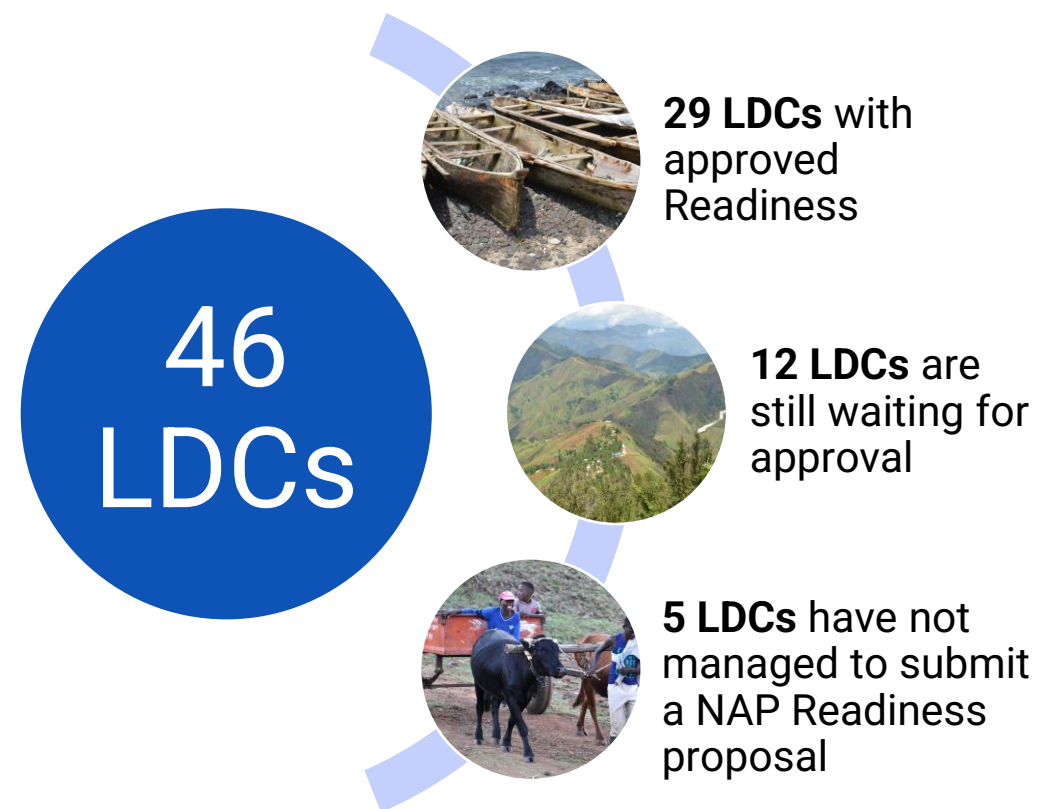 46
LDCs
29 LDCs with
approved
Readiness
12 LDCs are
still waiting for
approval
5 LDCs have not
managed to submit
a NAP Readiness
proposal